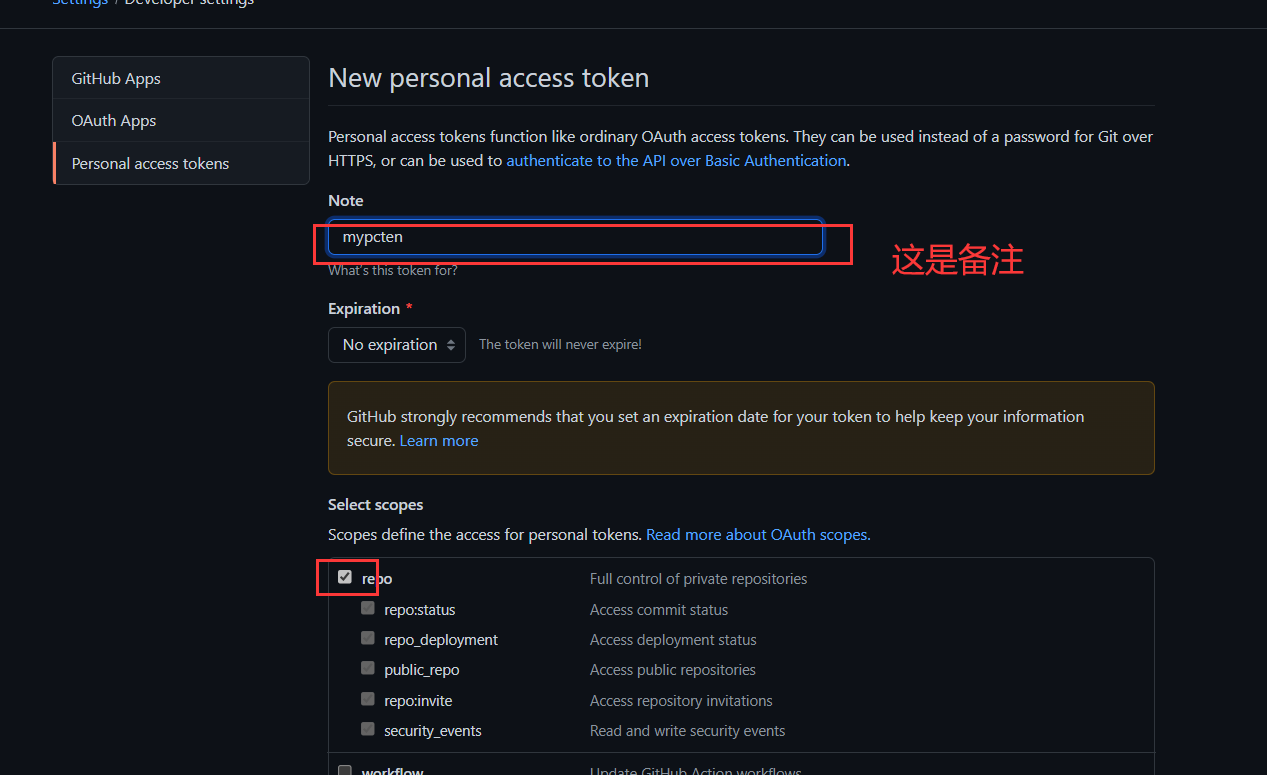 Settings / Developer settings
GitHub Apps
OAuth Apps
Personal access tokens
New personal access token
Personal access tokens function like ordinary OAuth access tokens. They can be used instead of a password for Git over
HTTPS, or can be used to authenticate to the API over Basic Authentication.
Note
mypcten
这是备注
What's this token for?
Expiration *
No expiration The token will never expire!
GitHub strongly recommends that you set an expiration date for your token to help keep your information
secure. Learn more
Select scopes
Scopes define the access for personal tokens. Read more about OAuth scopes.
repo Full control of private repositories
repo:status Access commit status
repo_deployment Access deployment status
public_repo Access public repositories
repo:invite Access repository invitations
security_events Read and write security events
workflow Update GitHub Action workflows